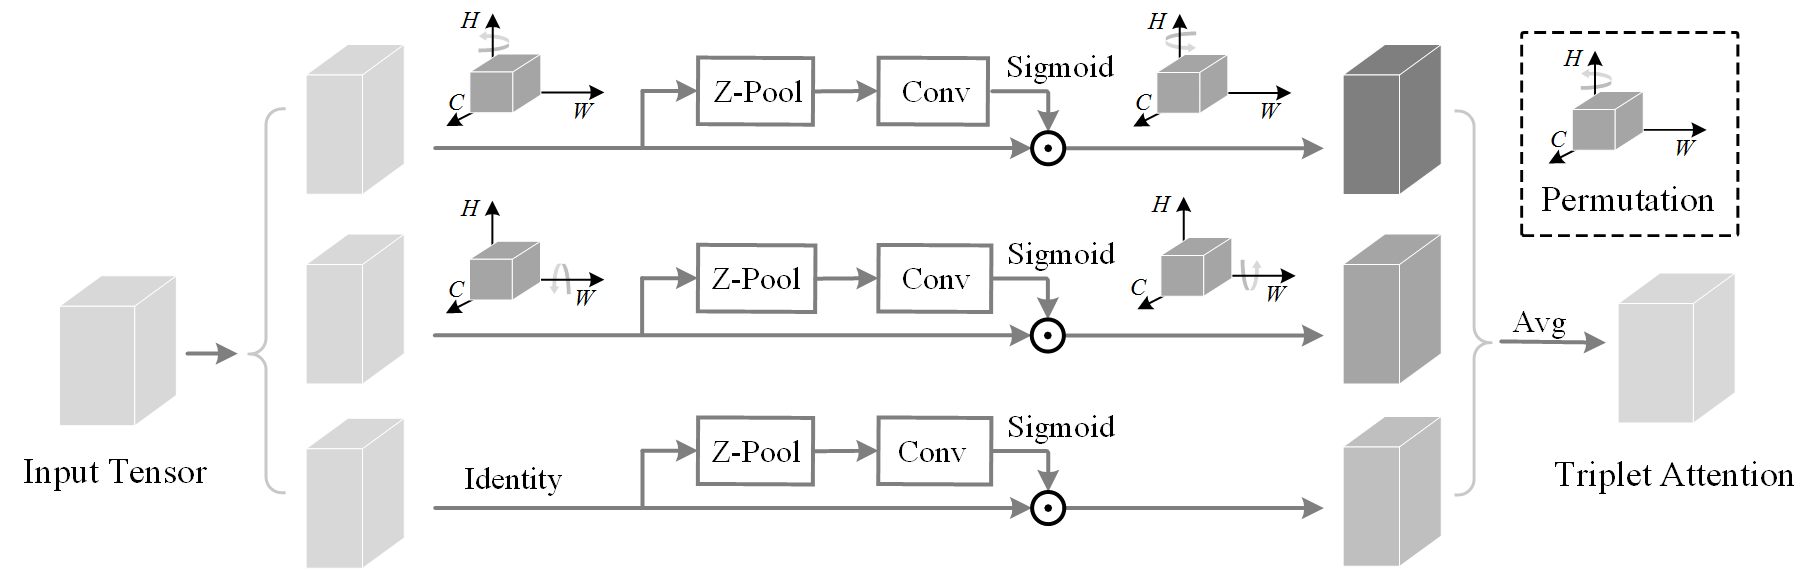 H
C
W
Z-Pool
Conv
Sigmoid
H
C
W
H
C
W
Permutation
H
C
W
Z-Pool
Conv
Sigmoid
H
C
W
Avg
Input Tensor
Identity
Z-Pool
Conv
Sigmoid
Triplet Attention